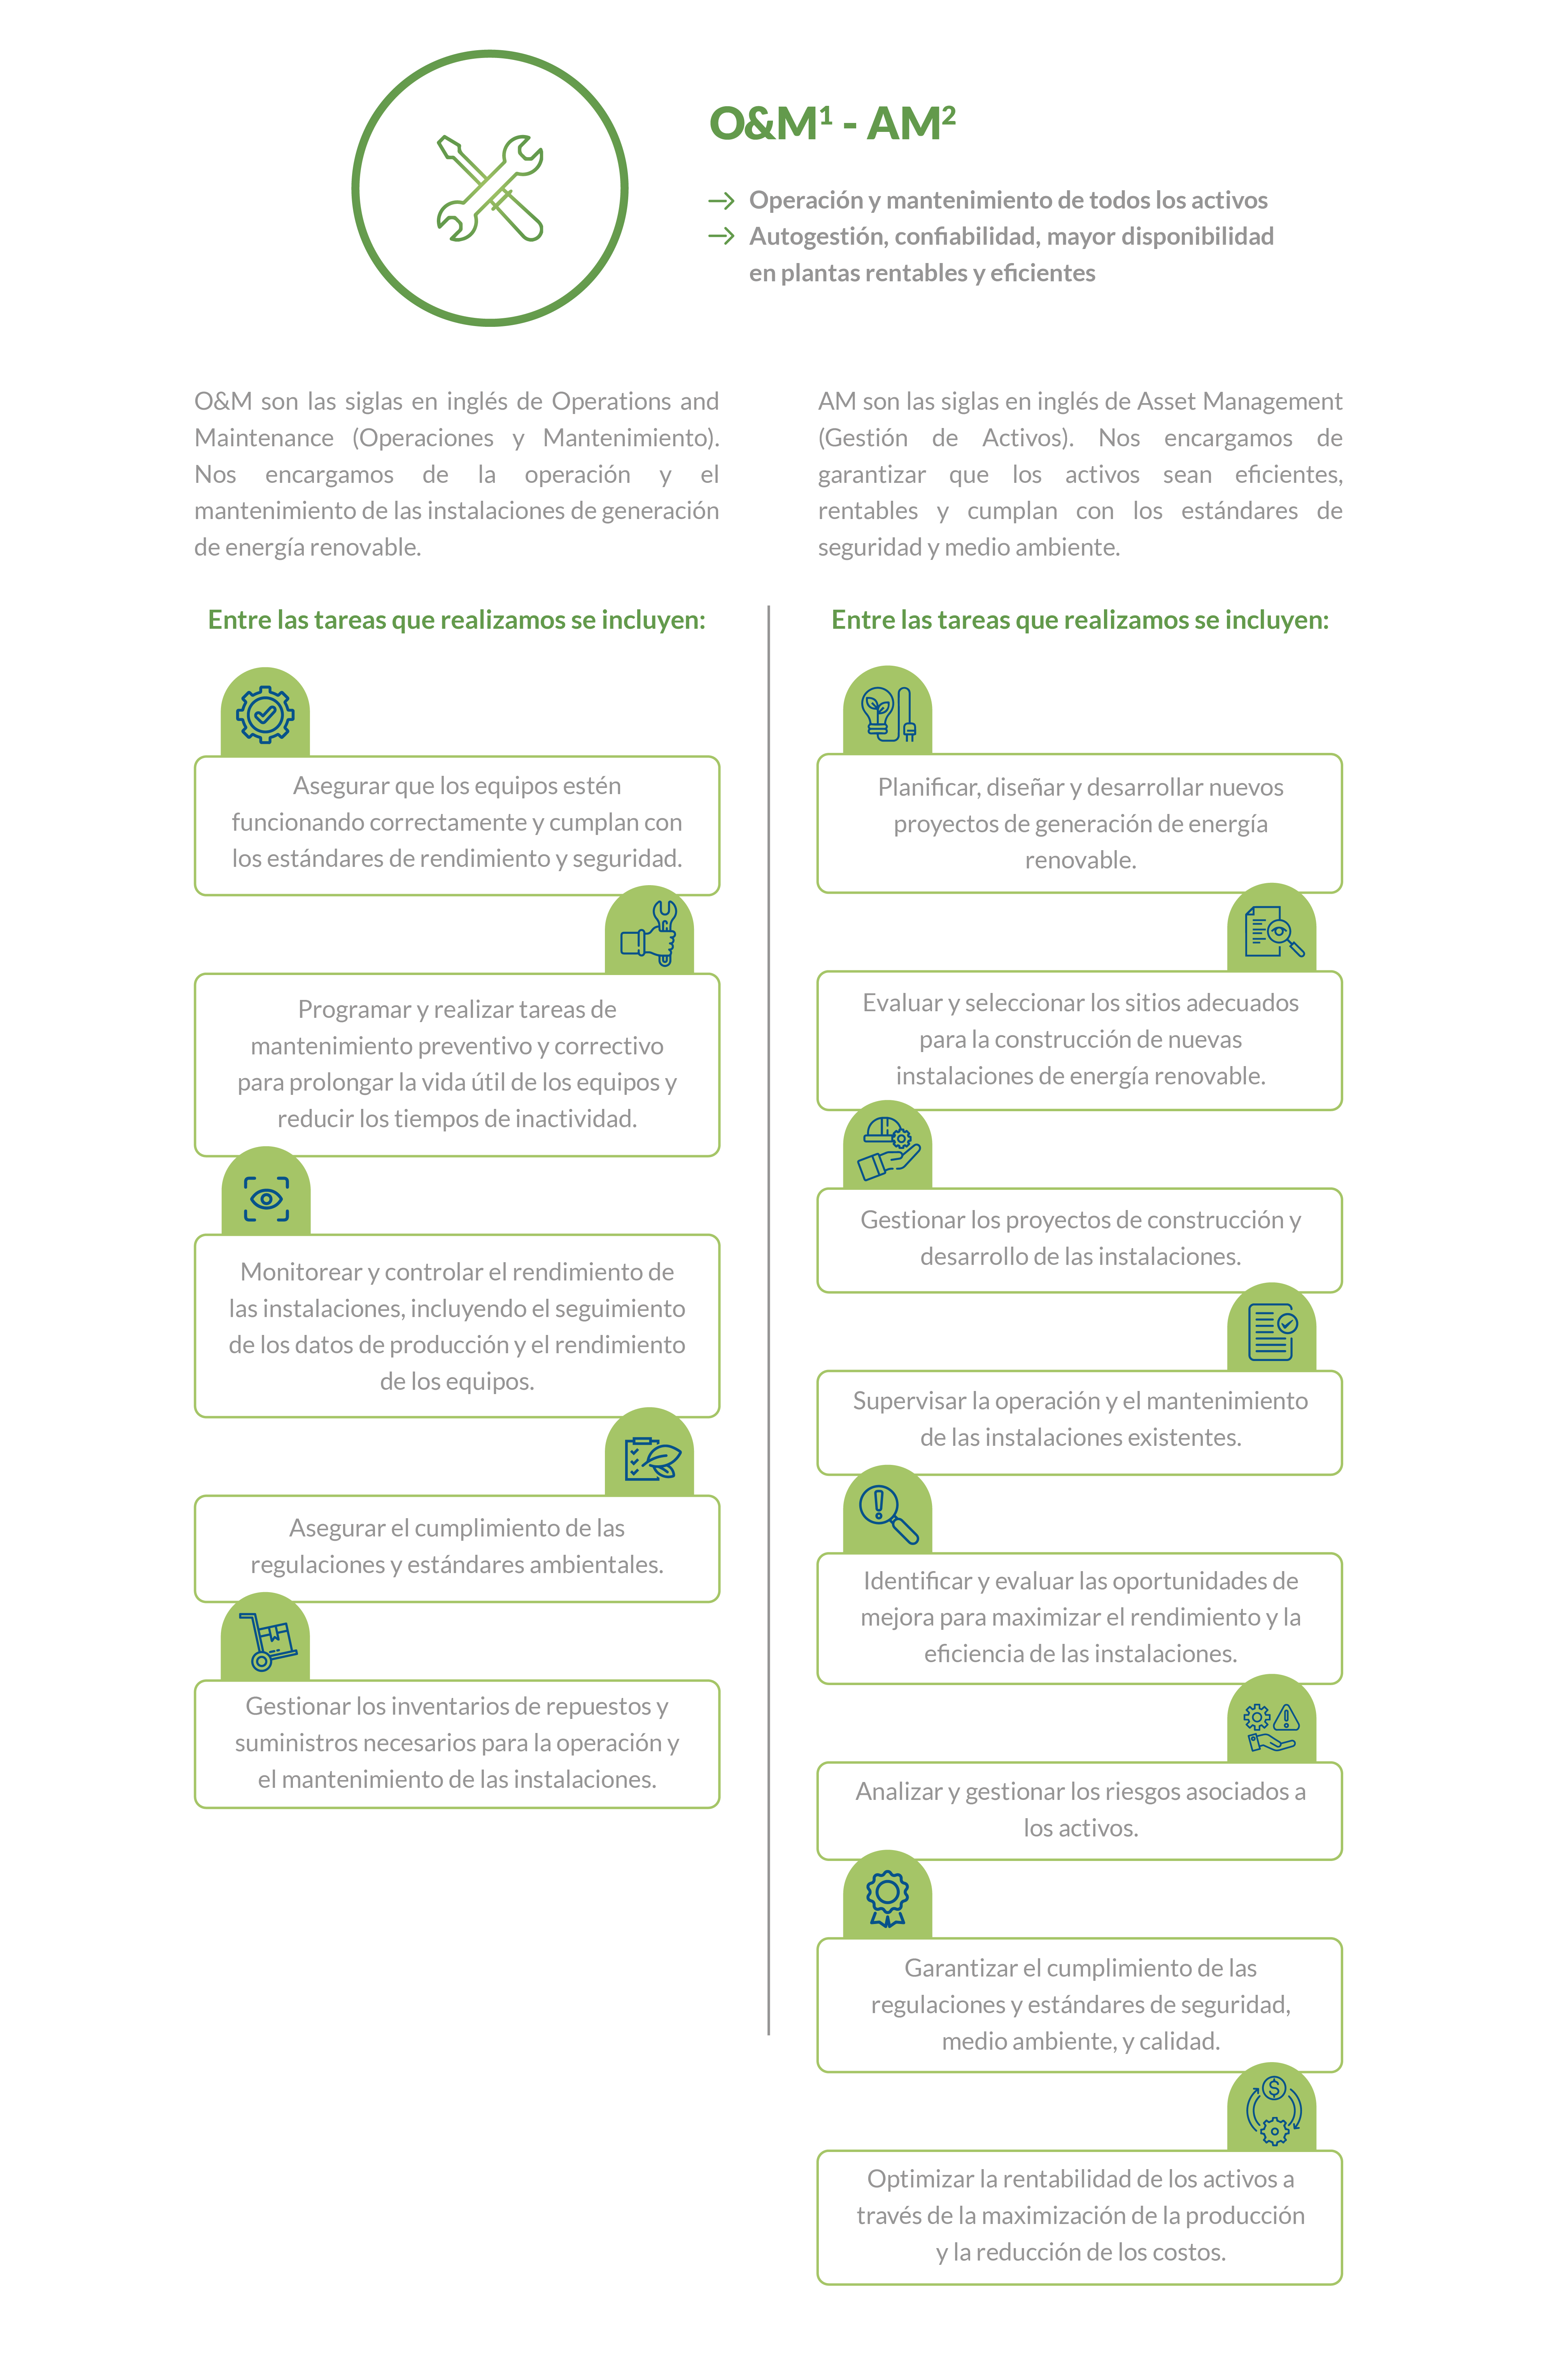 O&M¹ - AM²
Operación y mantenimiento de todos los activos
Autogestión, confiabilidad, mayor disponibilidad
en plantas rentables y eficientes
O&M son las siglas en inglés de Operations and
Maintenance (Operaciones y Mantenimiento).
Nos encargamos de la operación y el
mantenimiento de las instalaciones de generación
de energía renovable.
Entre las tareas que realizamos se incluyen:
Asegurar que los equipos estén
funcionando correctamente y cumplan con
los estándares de rendimiento y seguridad.
Programar y realizar tareas de
mantenimiento preventivo y correctivo
para prolongar la vida útil de los equipos y
reducir los tiempos de inactividad.
Monitorear y controlar el rendimiento de
las instalaciones, incluyendo el seguimiento
de los datos de producción y el rendimiento
de los equipos.
Asegurar el cumplimiento de las
regulaciones y estándares ambientales.
Gestionar los inventarios de repuestos y
suministros necesarios para la operación y
el mantenimiento de las instalaciones.
AM son las siglas en inglés de Asset Management
(Gestión de Activos). Nos encargamos de
garantizar que los activos sean eficientes,
rentables y cumplan con los estándares de
seguridad y medio ambiente.
Entre las tareas que realizamos se incluyen:
Planificar, diseñar y desarrollar nuevos
proyectos de generación de energía
renovable.
Evaluar y seleccionar los sitios adecuados
para la construcción de nuevas
instalaciones de energía renovable.
Gestionar los proyectos de construcción y
desarrollo de las instalaciones.
Supervisar la operación y el mantenimiento
de las instalaciones existentes.
Identificar y evaluar las oportunidades de
mejora para maximizar el rendimiento y la
eficiencia de las instalaciones.
Analizar y gestionar los riesgos asociados a
los activos.
Garantizar el cumplimiento de las
regulaciones y estándares de seguridad,
medio ambiente, y calidad.
Optimizar la rentabilidad de los activos a
través de la maximización de la producción
y la reducción de los costos.